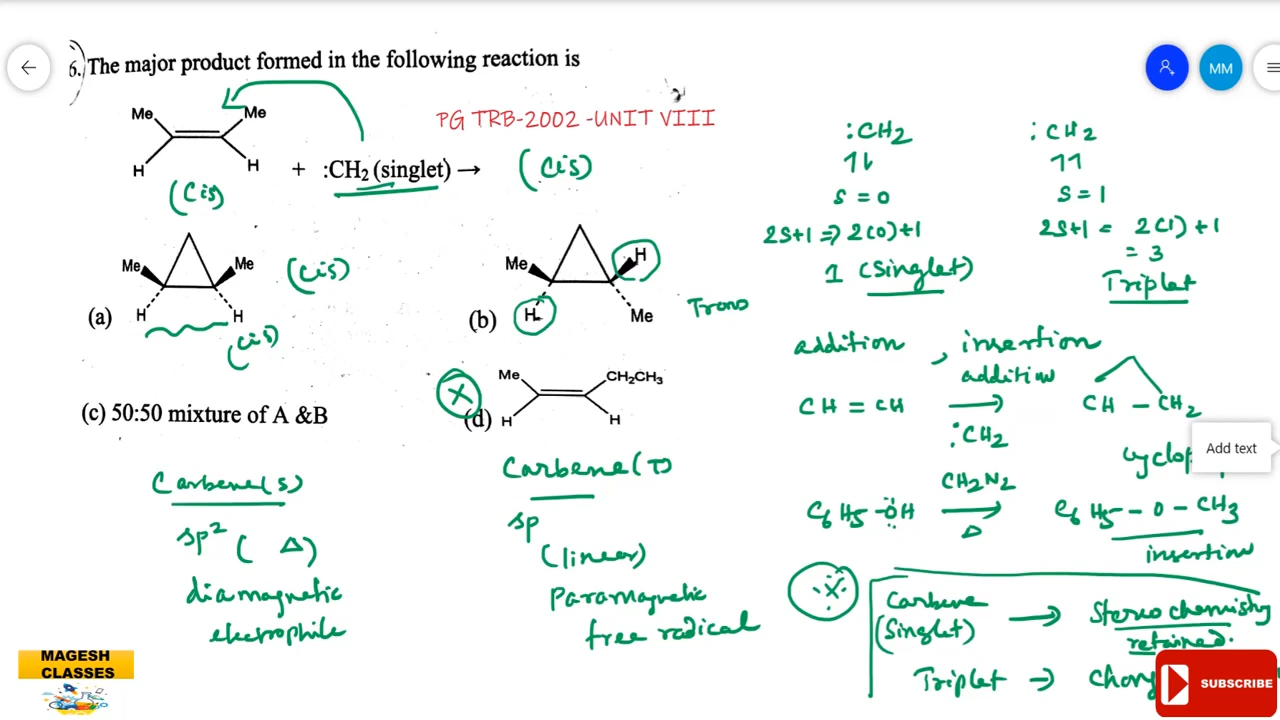 6. The major product formed in the following reaction is
Me Me
H H
+ :CH2 (singlet) →
PG TRB-2002 -UNIT VIII
(Cis)
(Cis)
Me Me
H H
(a)
(Cis)
(Cis)
Me H
H Me
(b)
Trans
(c) 50:50 mixture of A &B
Me CH2CH3
H H
(d)
X
Carbene(s)
sp2 ( Δ)
diamagnetic
electrophile
Carbene(T)
sp
(linear)
Paramagnetic
free radical
:CH2
1⇂
S = 0
2S+1 => 2(0)+1
1 (Singlet)
:CH2
11
S = 1
2S+1 = 2(1) +1
= 3
Triplet
addition , insertion
CH = CH addition → :CH2 CH - CH2
C6H5-ÖH CH2N2 → Δ C6H5 - O - CH3
insertion
X
Carbene (Singlet) → Stereochemistry retained.
Triplet →
MM
Add text
MAGESH
CLASSES
SUBSCRIBE